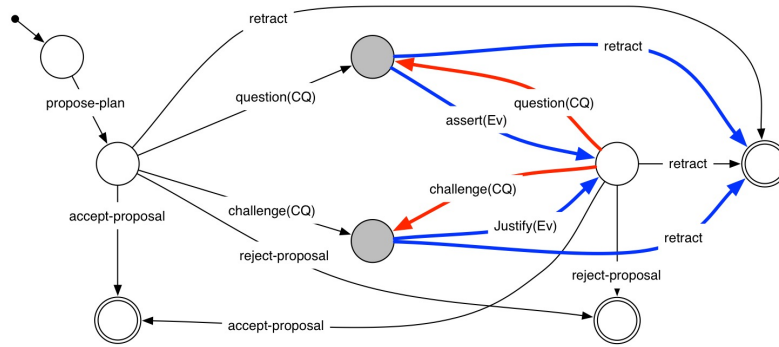 retract
retract
propose-plan
question(CQ)
question(CQ)
assert(Ev)
retract
challenge(CQ)
accept-proposal
challenge(CQ)
Justify(Ev)
retract
reject-proposal
reject-proposal
accept-proposal